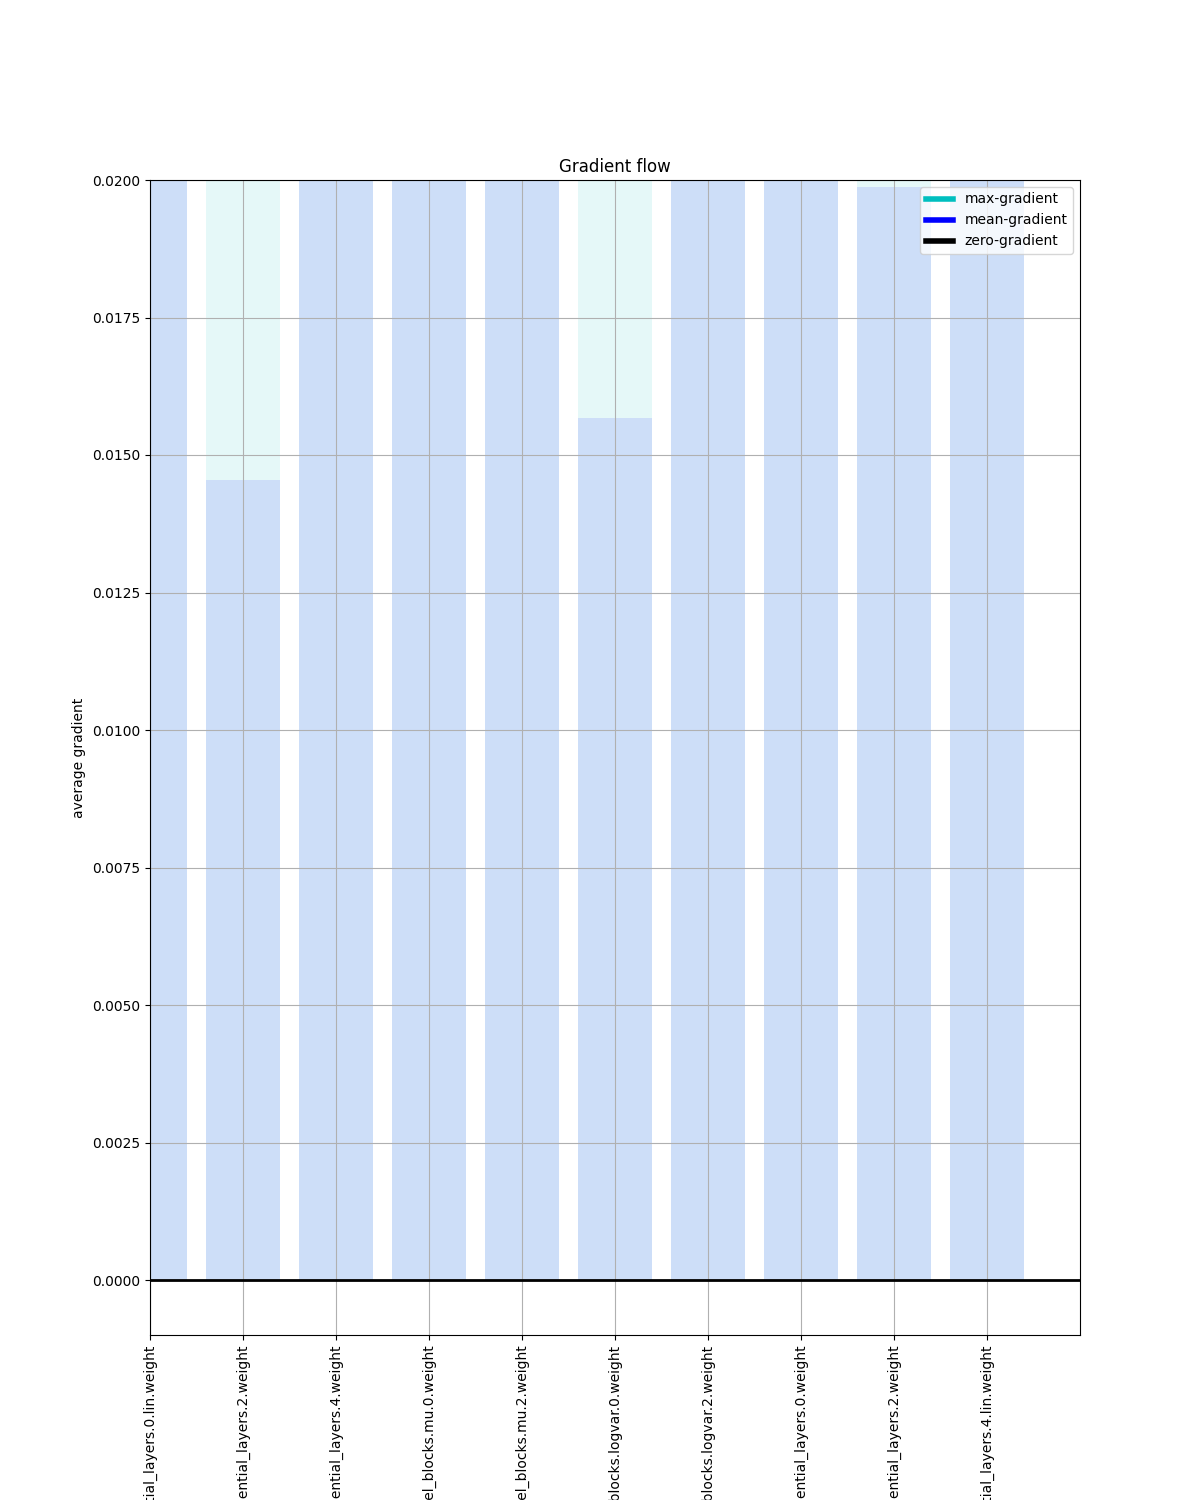 Gradient flow
0.0200
0.0175
0.0150
0.0125
0.0100
0.0075
0.0050
0.0025
0.0000
average gradient
max-gradient
mean-gradient
zero-gradient
tial_layers.0.lin.weight
ential_layers.2.weight
ential_layers.4.weight
el_blocks.mu.0.weight
el_blocks.mu.2.weight
blocks.logvar.0.weight
blocks.logvar.2.weight
ential_layers.0.weight
ential_layers.2.weight
tial_layers.4.lin.weight